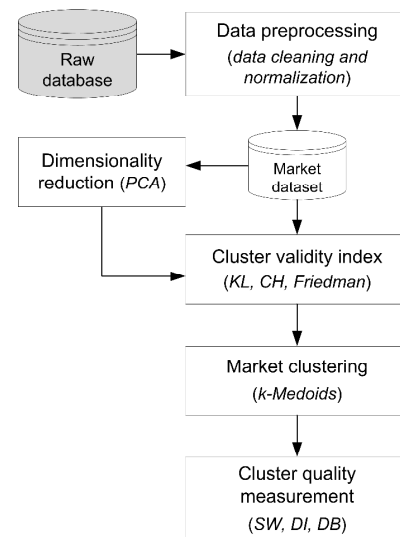 Raw
database
Data preprocessing
(data cleaning and
normalization)
Dimensionality
reduction (PCA)
Market
dataset
Cluster validity index
(KL, CH, Friedman)
Market clustering
(k-Medoids)
Cluster quality
measurement
(SW, DI, DB)